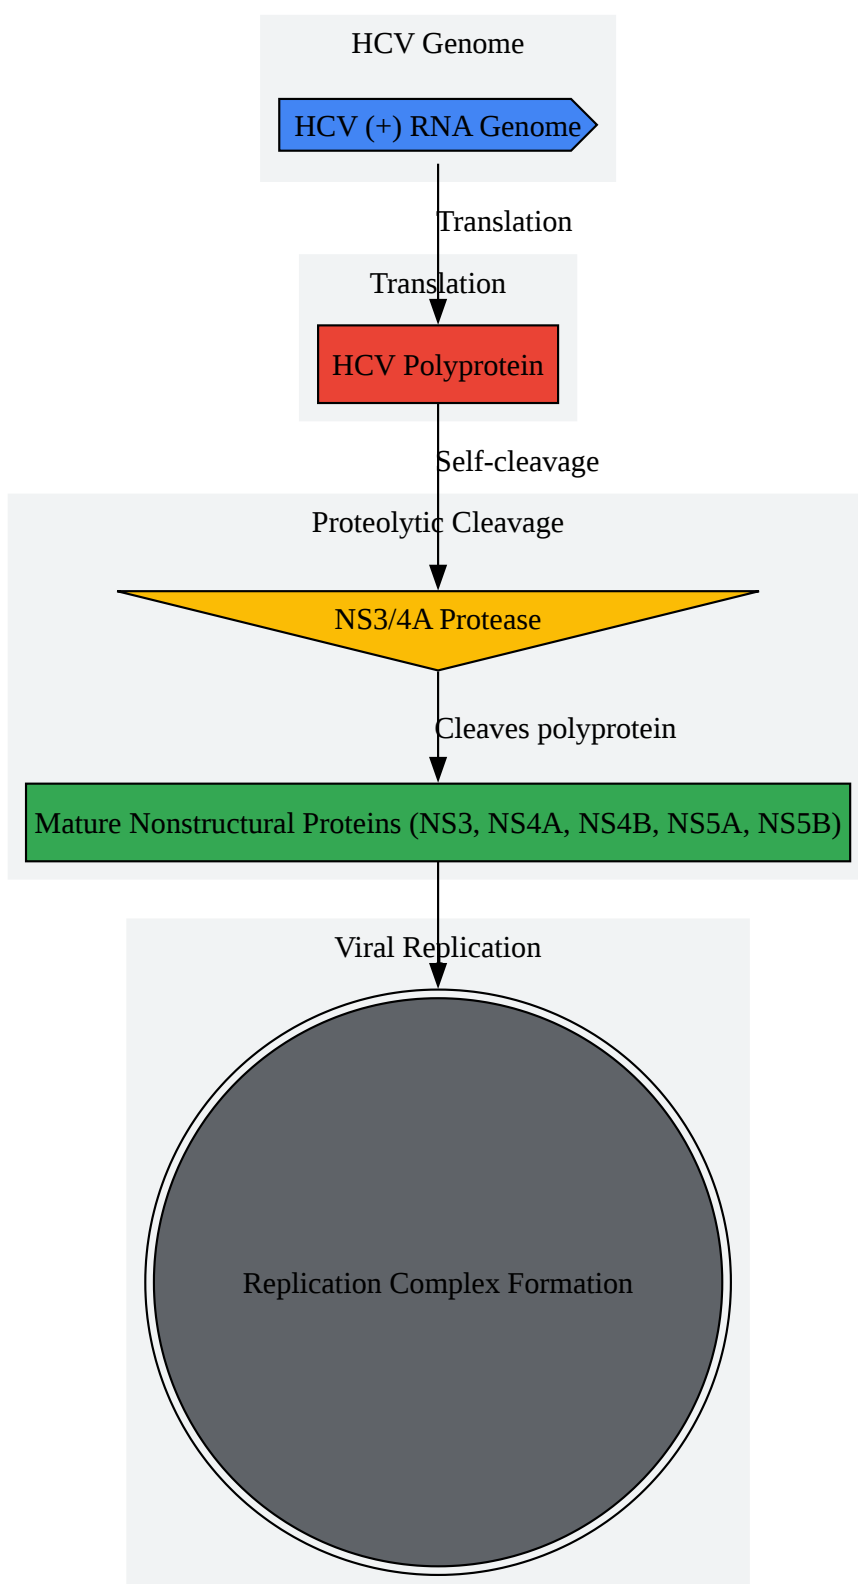 HCV Genome
HCV (+) RNA Genome
Translation
Translation
HCV Polyprotein
Self-cleavage
Proteolytic Cleavage
NS3/4A Protease
Cleaves polyprotein
Mature Nonstructural Proteins (NS3, NS4A, NS4B, NS5A, NS5B)
Viral Replication
Replication Complex Formation